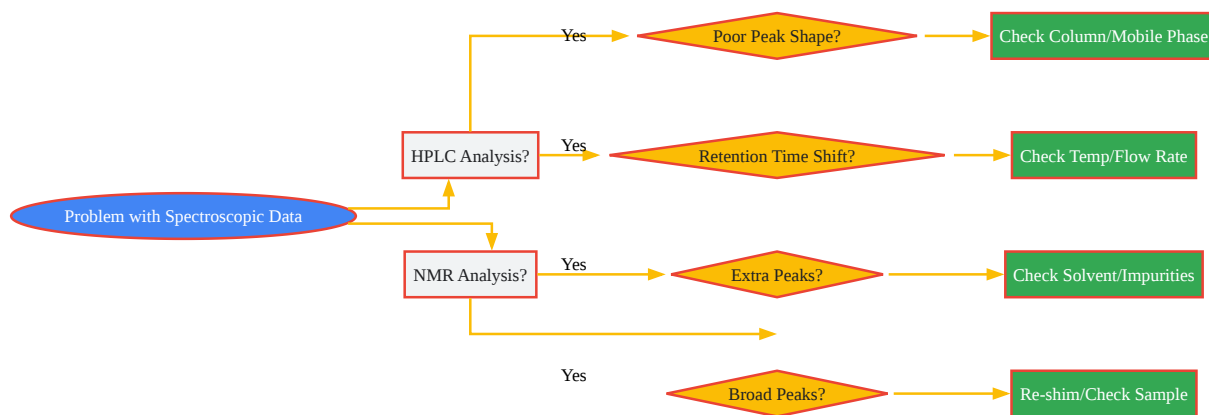 Yes
Poor Peak Shape?
Check Column/Mobile Phase
HPLC Analysis?
Yes
Retention Time Shift?
Check Temp/Flow Rate
Problem with Spectroscopic Data
NMR Analysis?
Yes
Extra Peaks?
Check Solvent/Impurities
Yes
Broad Peaks?
Re-shim/Check Sample